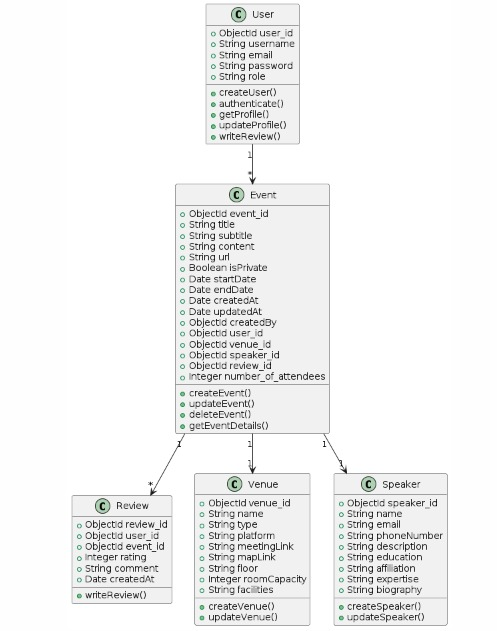 C User
ObjectId user_id
String username
String email
String password
String role
createUser()
authenticate()
getProfile()
updateProfile()
writeReview()
1
*
C Event
ObjectId event_id
String title
String subtitle
String content
String url
Boolean isPrivate
Date startDate
Date endDate
Date createdAt
Date updatedAt
ObjectId createdBy
ObjectId user_id
ObjectId venue_id
ObjectId speaker_id
ObjectId review_id
Integer number_of_attendees
createEvent()
updateEvent()
deleteEvent()
getEventDetails()
1
1
1
*
1
1
C Review
ObjectId review_id
ObjectId user_id
ObjectId event_id
Integer rating
String comment
Date createdAt
writeReview()
C Venue
ObjectId venue_id
String name
String type
String platform
String meetingLink
String mapLink
String floor
Integer roomCapacity
String facilities
createVenue()
updateVenue()
C Speaker
ObjectId speaker_id
String name
String email
String phoneNumber
String description
String education
String affiliation
String expertise
String biography
createSpeaker()
updateSpeaker()